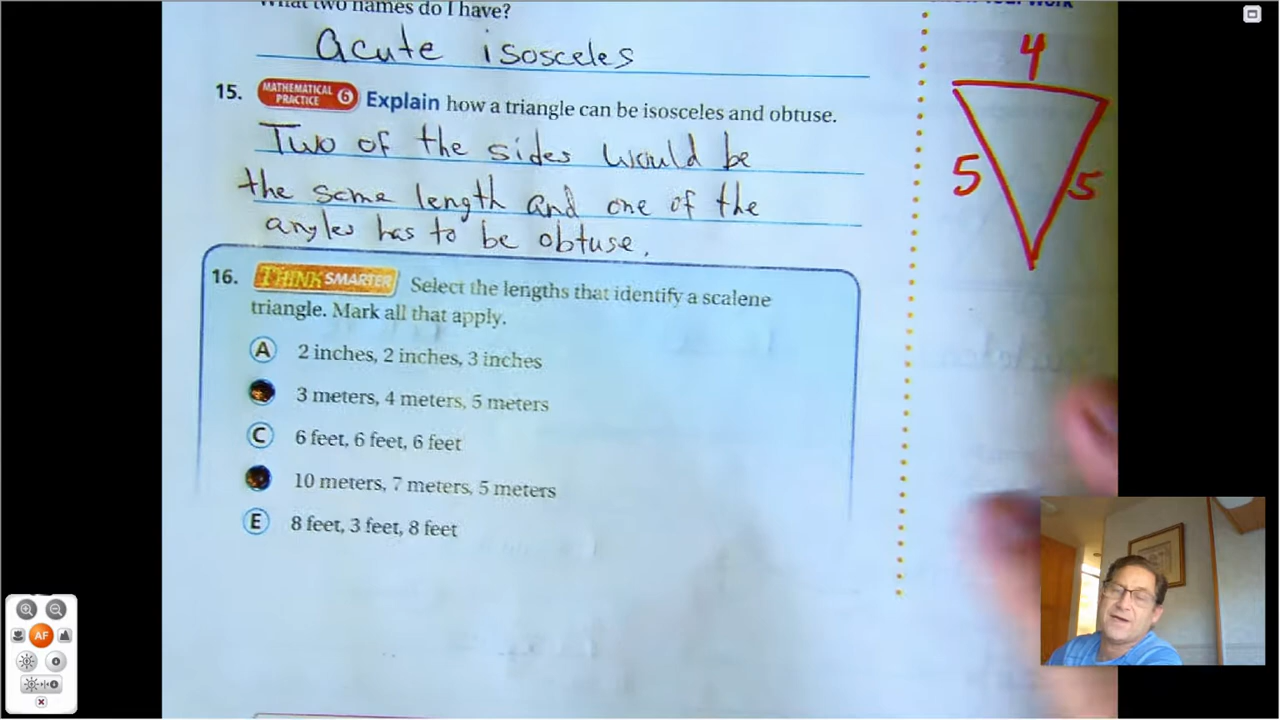 What two names do I have?
acute isosceles
15. MATHEMATICAL PRACTICE 6 Explain how a triangle can be isosceles and obtuse.
Two of the sides would be
the same length and one of the
angles has to be obtuse.
16. THINK SMARTER Select the lengths that identify a scalene
triangle. Mark all that apply.
A 2 inches, 2 inches, 3 inches
3 meters, 4 meters, 5 meters
C 6 feet, 6 feet, 6 feet
10 meters, 7 meters, 5 meters
E 8 feet, 3 feet, 8 feet
4
5 5
AF